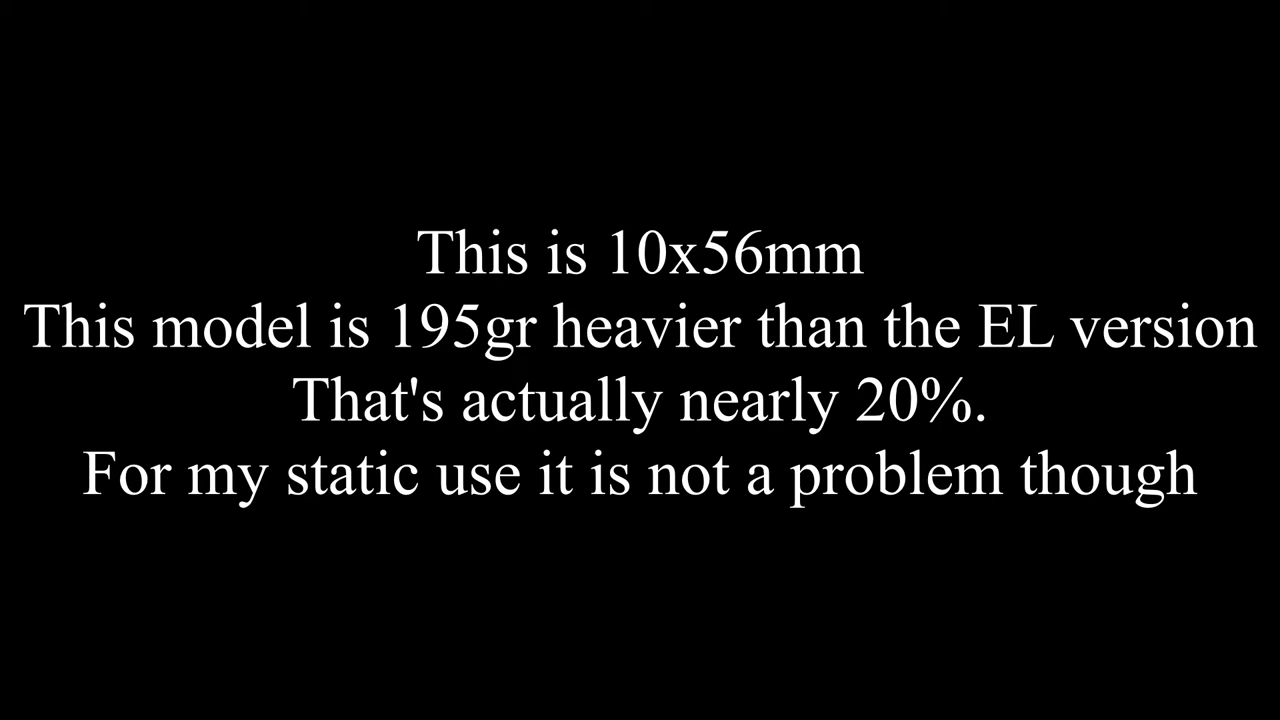 This is 10x56mm
This model is 195gr heavier than the EL version
That's actually nearly 20%.
For my static use it is not a problem though